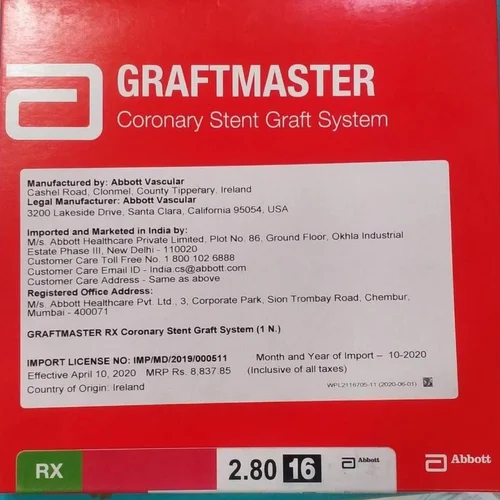 GRAFTMASTER
Coronary Stent Graft System
Manufactured by: Abbott Vascular
Cashel Road, Clonmel, County Tipperary, Ireland
Legal Manufacturer: Abbott Vascular
3200 Lakeside Drive, Santa Clara, California 95054, USA
Imported and Marketed in India by:
M/s. Abbott Healthcare Private Limited, Plot No. 86, Ground Floor, Okhla Industrial
Estate Phase III, New Delhi - 110020
Customer Care Toll Free No. 1 800 102 6888
Customer Care Email ID - India.cs@abbott.com
Customer Care Address - Same as above
Registered Office Address:
M/s. Abbott Healthcare Pvt. Ltd., 3, Corporate Park, Sion Trombay Road, Chembur,
Mumbai - 400071
GRAFTMASTER RX Coronary Stent Graft System (1 N.)
IMPORT LICENSE NO: IMP/MD/2019/000511 Month and Year of Import – 10-2020
Effective April 10, 2020 MRP Rs. 8,837.85 (Inclusive of all taxes)
Country of Origin: Ireland WPL2116705-11 (2020-06-01)
RX 2.80 16 Abbott Abbott